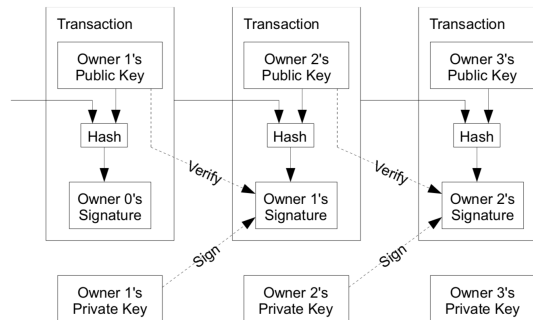 Transaction
Transaction
Transaction
Owner 1's
Public Key
Owner 2's
Public Key
Owner 3's
Public Key
Hash
Hash
Hash
Verify
Verify
Owner 0's
Signature
Owner 1's
Signature
Owner 2's
Signature
Sign
Sign
Owner 1's
Private Key
Owner 2's
Private Key
Owner 3's
Private Key